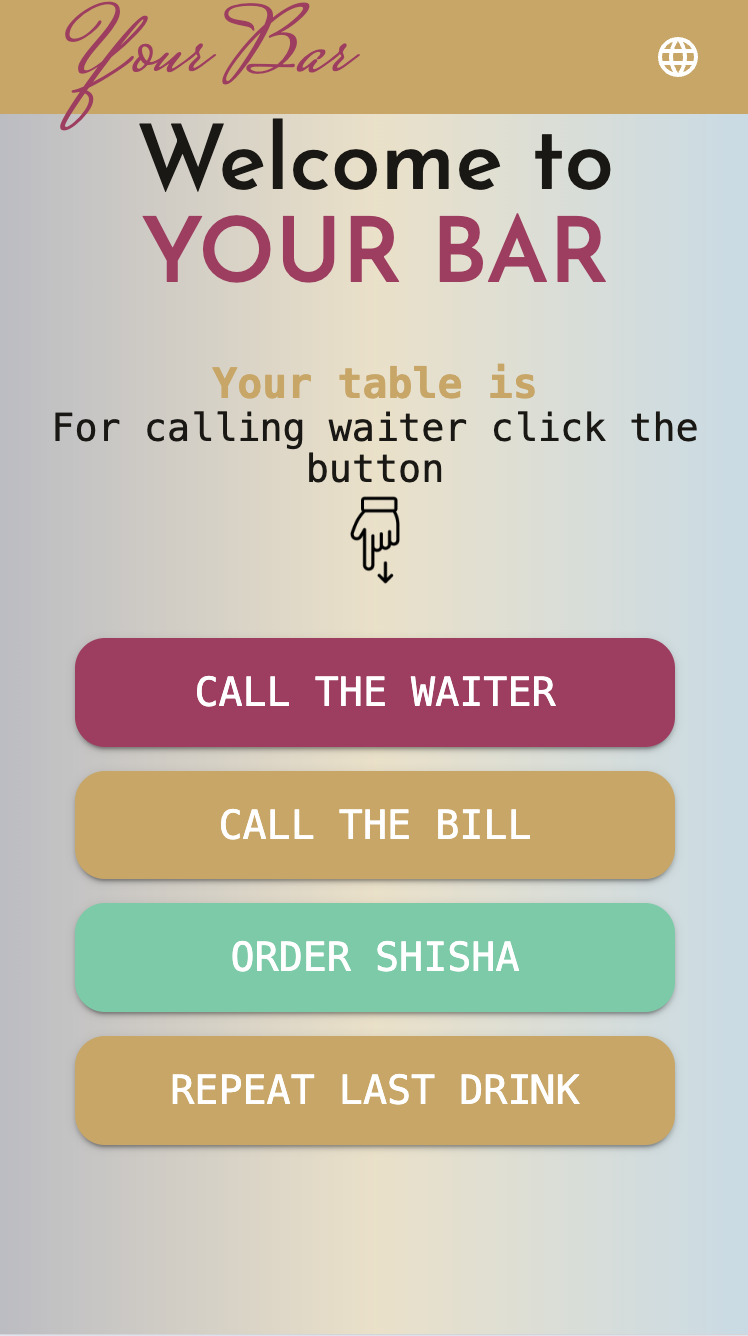 Your Bar
Welcome to
YOUR BAR
Your table is
For calling waiter click the
button
CALL THE WAITER
CALL THE BILL
ORDER SHISHA
REPEAT LAST DRINK